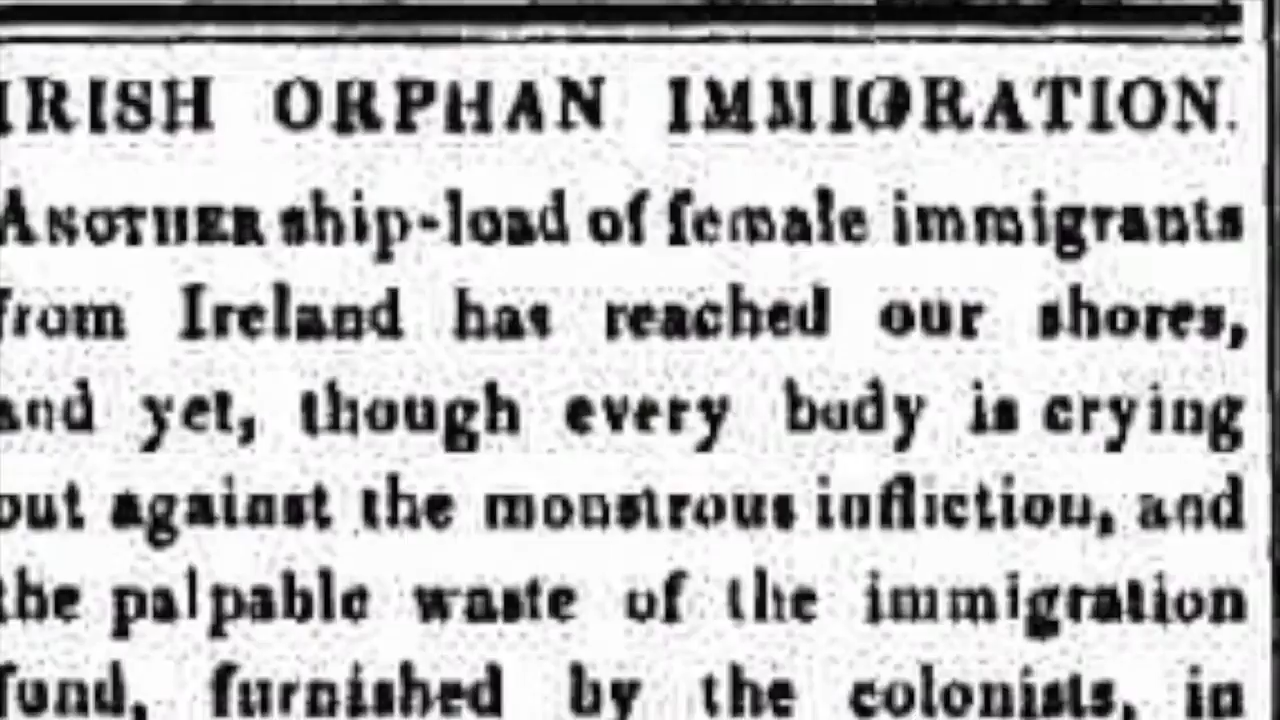 IRISH ORPHAN IMMIGRATION.
ANOTHER ship-load of female immigrants
from Ireland has reached our shores,
and yet, though every body is crying
out against the monstrous infliction, and
the palpable waste of the immigration
fund, furnished by the colonists, in